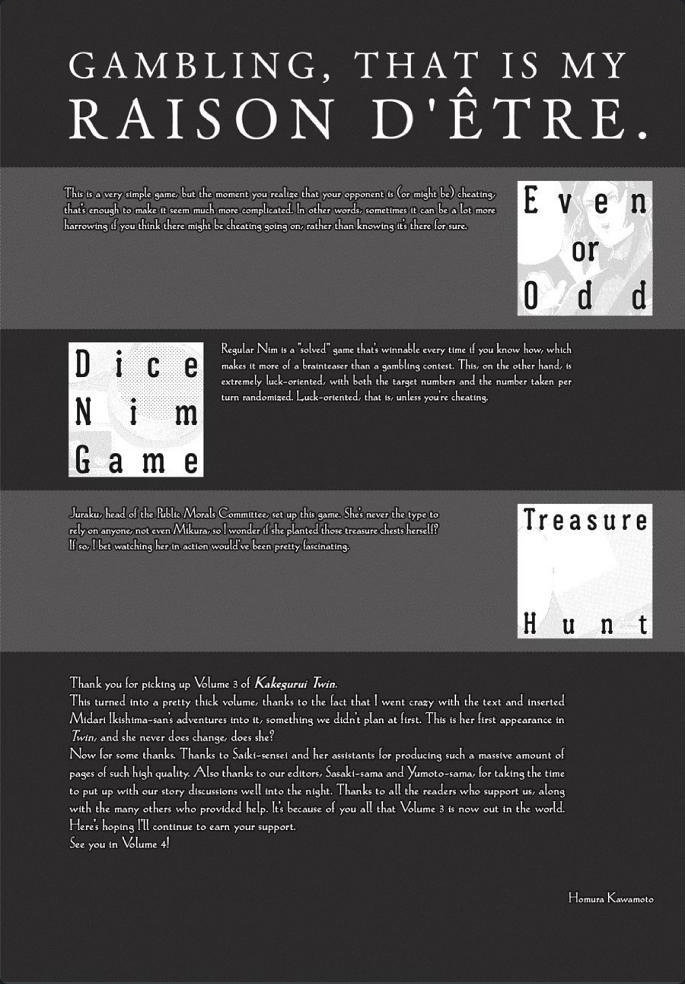 GAMBLING, THAT IS MY
RAISON D'ÊTRE.
This is a very simple game, but the moment you realize that your opponent is (or might be) cheating,
that's enough to make it seem much more complicated. In other words, sometimes it can be a lot more
harrowing if you think there might be cheating going on, rather than knowing it's there for sure.
Even
or
Odd
Dice
Nim
Game
Regular Nim is a "solved" game that's winnable every time if you know how, which
makes it more of a brainteaser than a gambling contest. This, on the other hand, is
extremely luck-oriented, with both the target numbers and the number taken per
turn randomized. Luck-oriented, that is, unless you're cheating.
Juraku, head of the Public Morals Committee, set up this game. She's never the type to
rely on anyone, not even Mikura, so I wonder if she planted those treasure chests herself?
If so, I bet watching her in action would've been pretty fascinating.
Treasure
Hunt
Thank you for picking up Volume 3 of Kakegurui Twin.
This turned into a pretty thick volume, thanks to the fact that I went crazy with the text and inserted
Midari Ikishima-san's adventures into it, something we didn't plan at first. This is her first appearance in
Twin, and she never does change, does she?
Now for some thanks. Thanks to Saiki-sensei and her assistants for producing such a massive amount of
pages of such high quality. Also thanks to our editors, Sasaki-sama and Yumoto-sama, for taking the time
to put up with our story discussions well into the night. Thanks to all the readers who support us, along
with the many others who provided help. It's because of you all that Volume 3 is now out in the world.
Here's hoping I'll continue to earn your support.
See you in Volume 4!
Homura Kawamoto